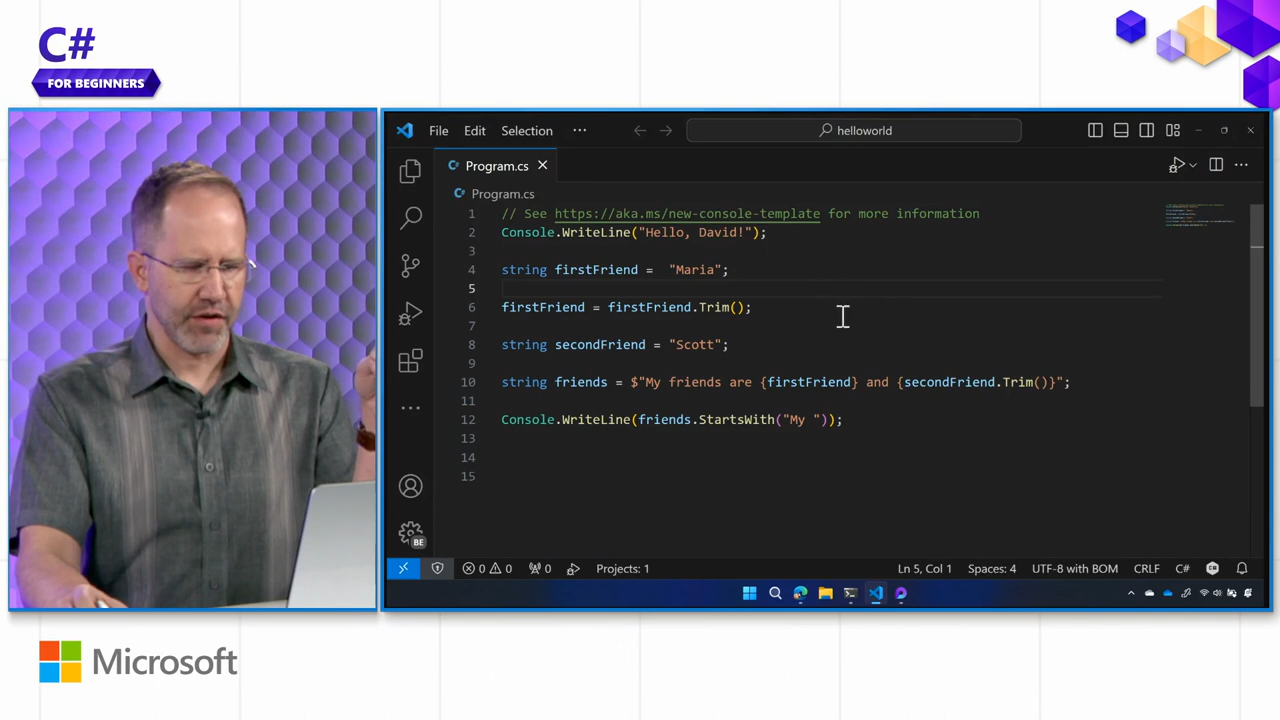 C#
FOR BEGINNERS
File Edit Selection ... helloworld
Program.cs
Program.cs
1 // See https://aka.ms/new-console-template for more information
2 Console.WriteLine("Hello, David!");
3
4 string firstFriend =  "Maria";
5
6 firstFriend = firstFriend.Trim();
7
8 string secondFriend = "Scott";
9
10 string friends = $"My friends are {firstFriend} and {secondFriend.Trim()}";
11
12 Console.WriteLine(friends.StartsWith("My "));
13
14
15
BE
0 0 0 Projects: 1 Ln 5, Col 1 Spaces: 4 UTF-8 with BOM CRLF C#
Microsoft